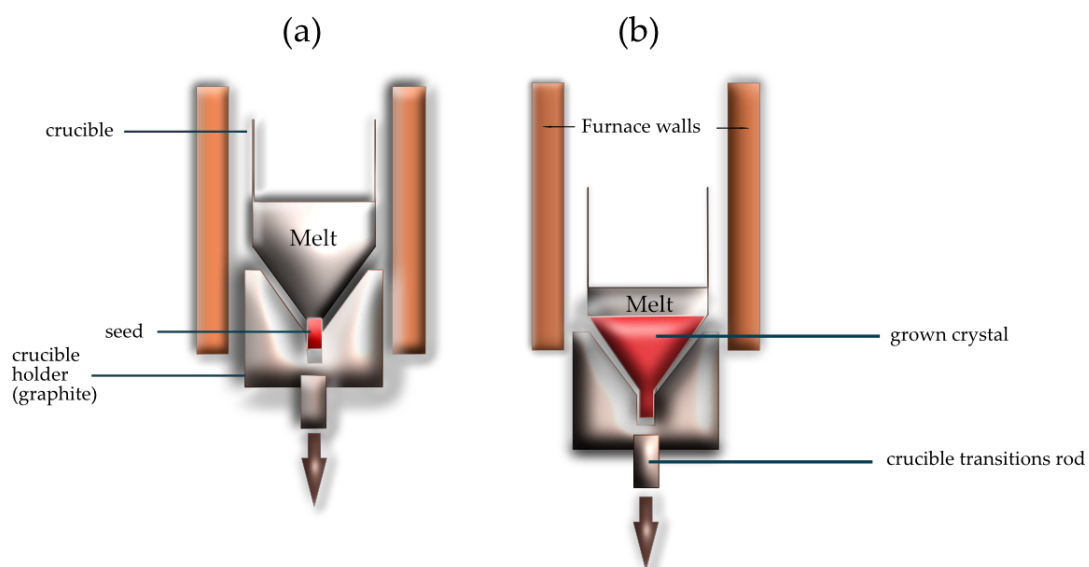 (a)
(b)
crucible
Furnace walls
Melt
Melt
seed
grown crystal
crucible
holder
(graphite)
crucible transitions rod